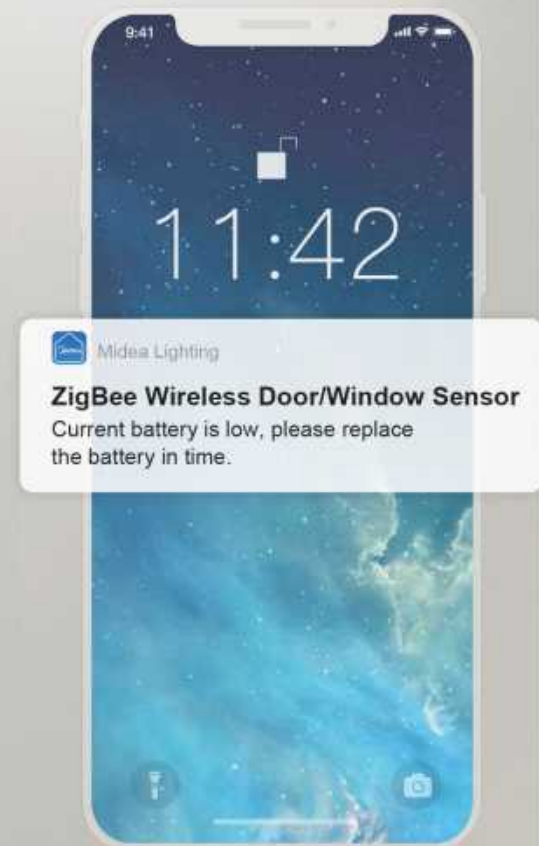 9:41
11:42
Midea Lighting
ZigBee Wireless Door/Window Sensor
Current battery is low, please replace
the battery in time.